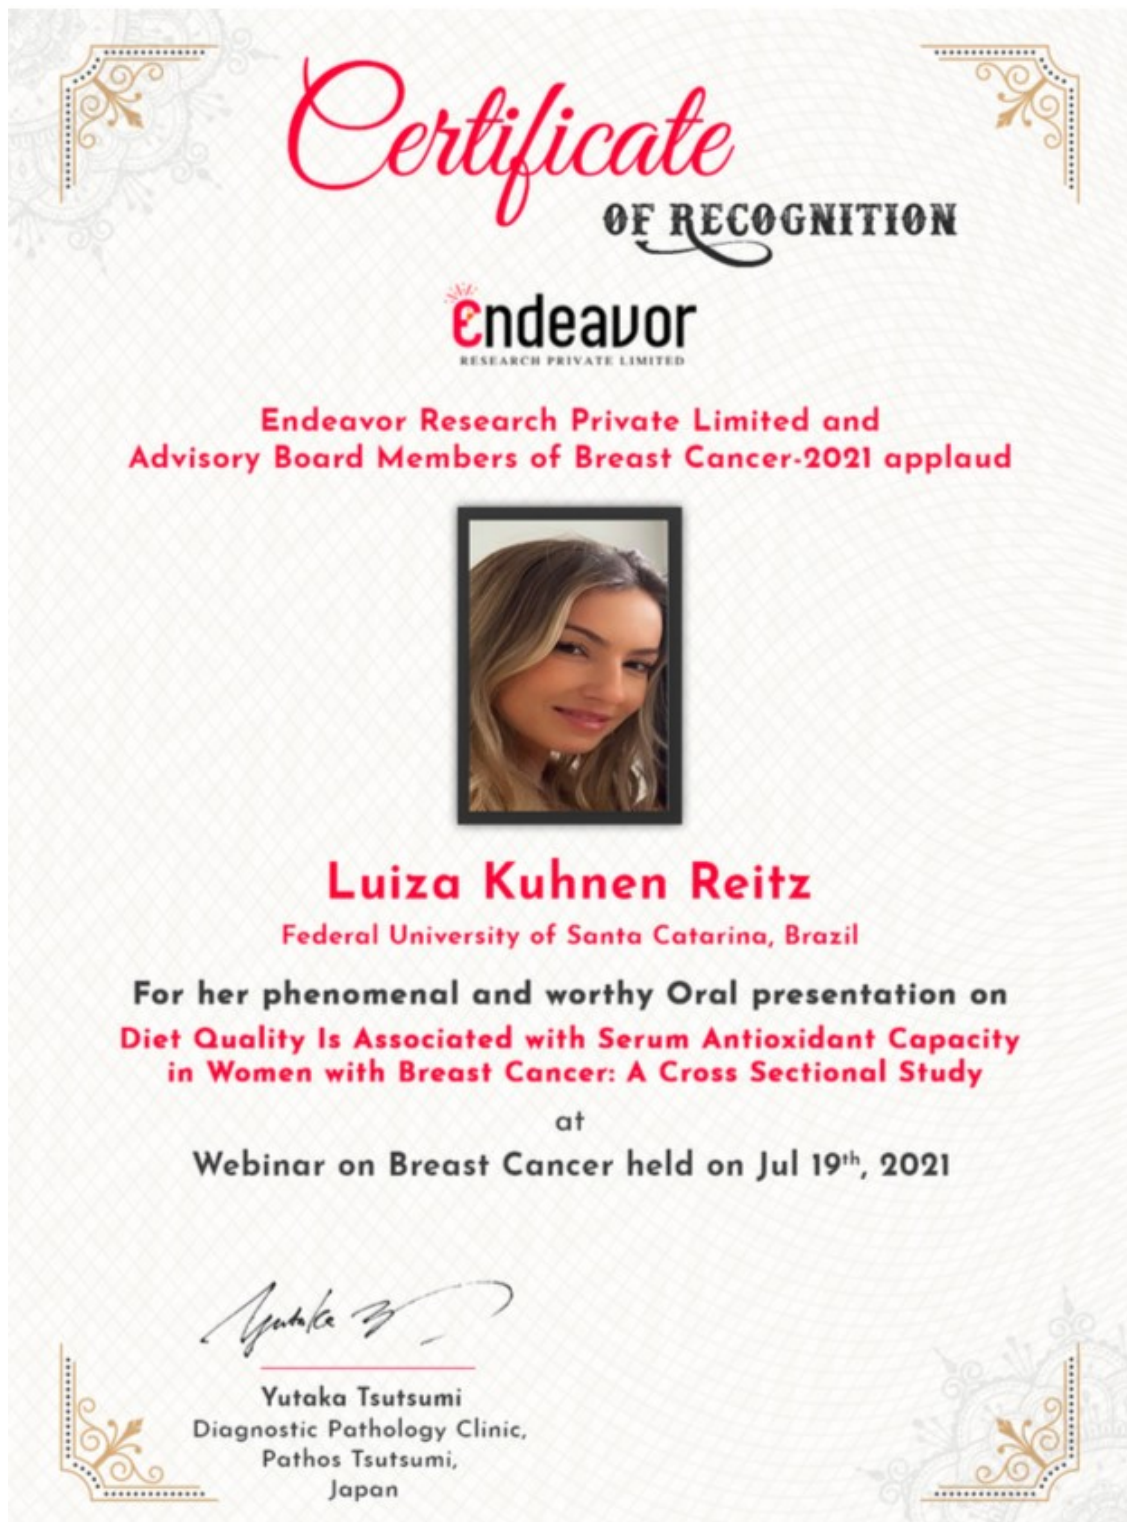 Certificate
OF RECOGNITION
endeavor
RESEARCH PRIVATE LIMITED
Endeavor Research Private Limited and
Advisory Board Members of Breast Cancer-2021 applaud
Luiza Kuhnen Reitz
Federal University of Santa Catarina, Brazil
For her phenomenal and worthy Oral presentation on
Diet Quality Is Associated with Serum Antioxidant Capacity
in Women with Breast Cancer: A Cross Sectional Study
at
Webinar on Breast Cancer held on Jul 19th, 2021
Yutaka
Yutaka Tsutsumi
Diagnostic Pathology Clinic,
Pathos Tsutsumi,
Japan